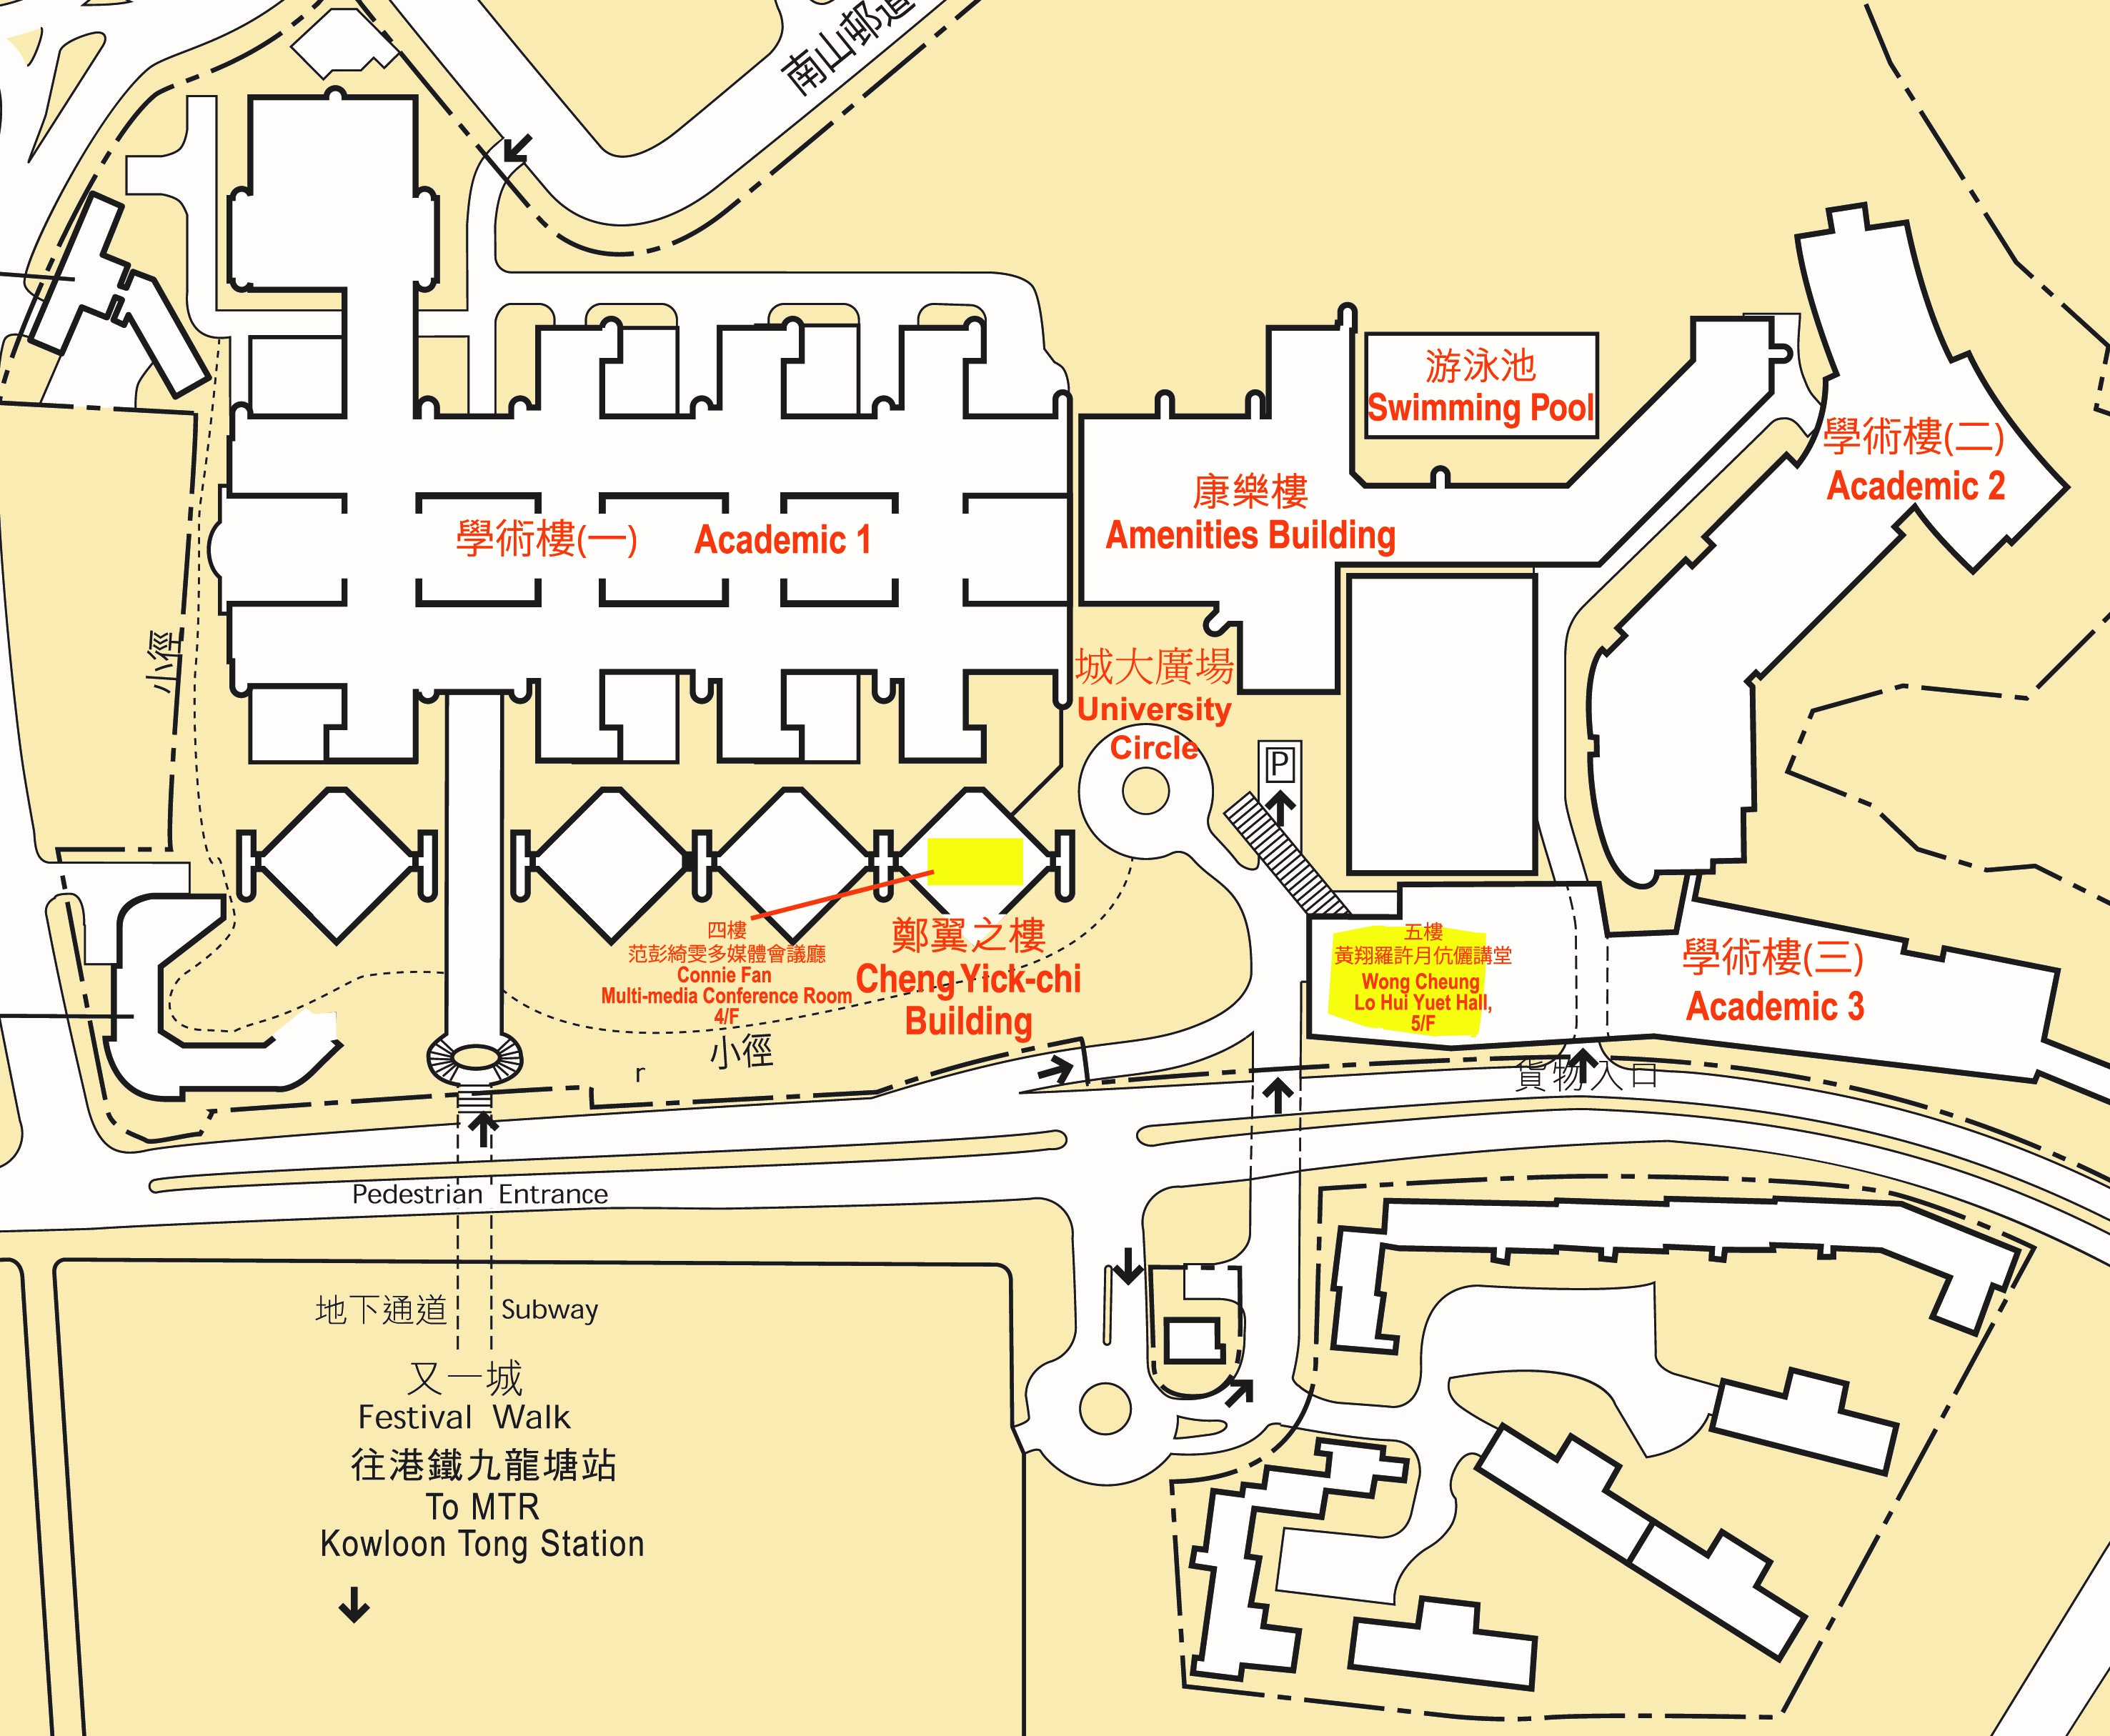 南山邨道
游泳池
Swimming Pool
學術樓(二)
Academic 2
康樂樓
Amenities Building
學術樓(一)
Academic 1
小徑
城大廣場
University
Circle
P
四樓
范彭綺雯多媒體會議廳
Connie Fan
Multi-media Conference Room
4/F
鄭翼之樓
Cheng Yick-chi
Building
五樓
黃翔羅許月伉儷講堂
Wong Cheung
Lo Hui Yuet Hall,
5/F
學術樓(三)
Academic 3
小徑
r
貨物入口
Pedestrian Entrance
地下通道
Subway
又一城
Festival Walk
往港鐵九龍塘站
To MTR
Kowloon Tong Station